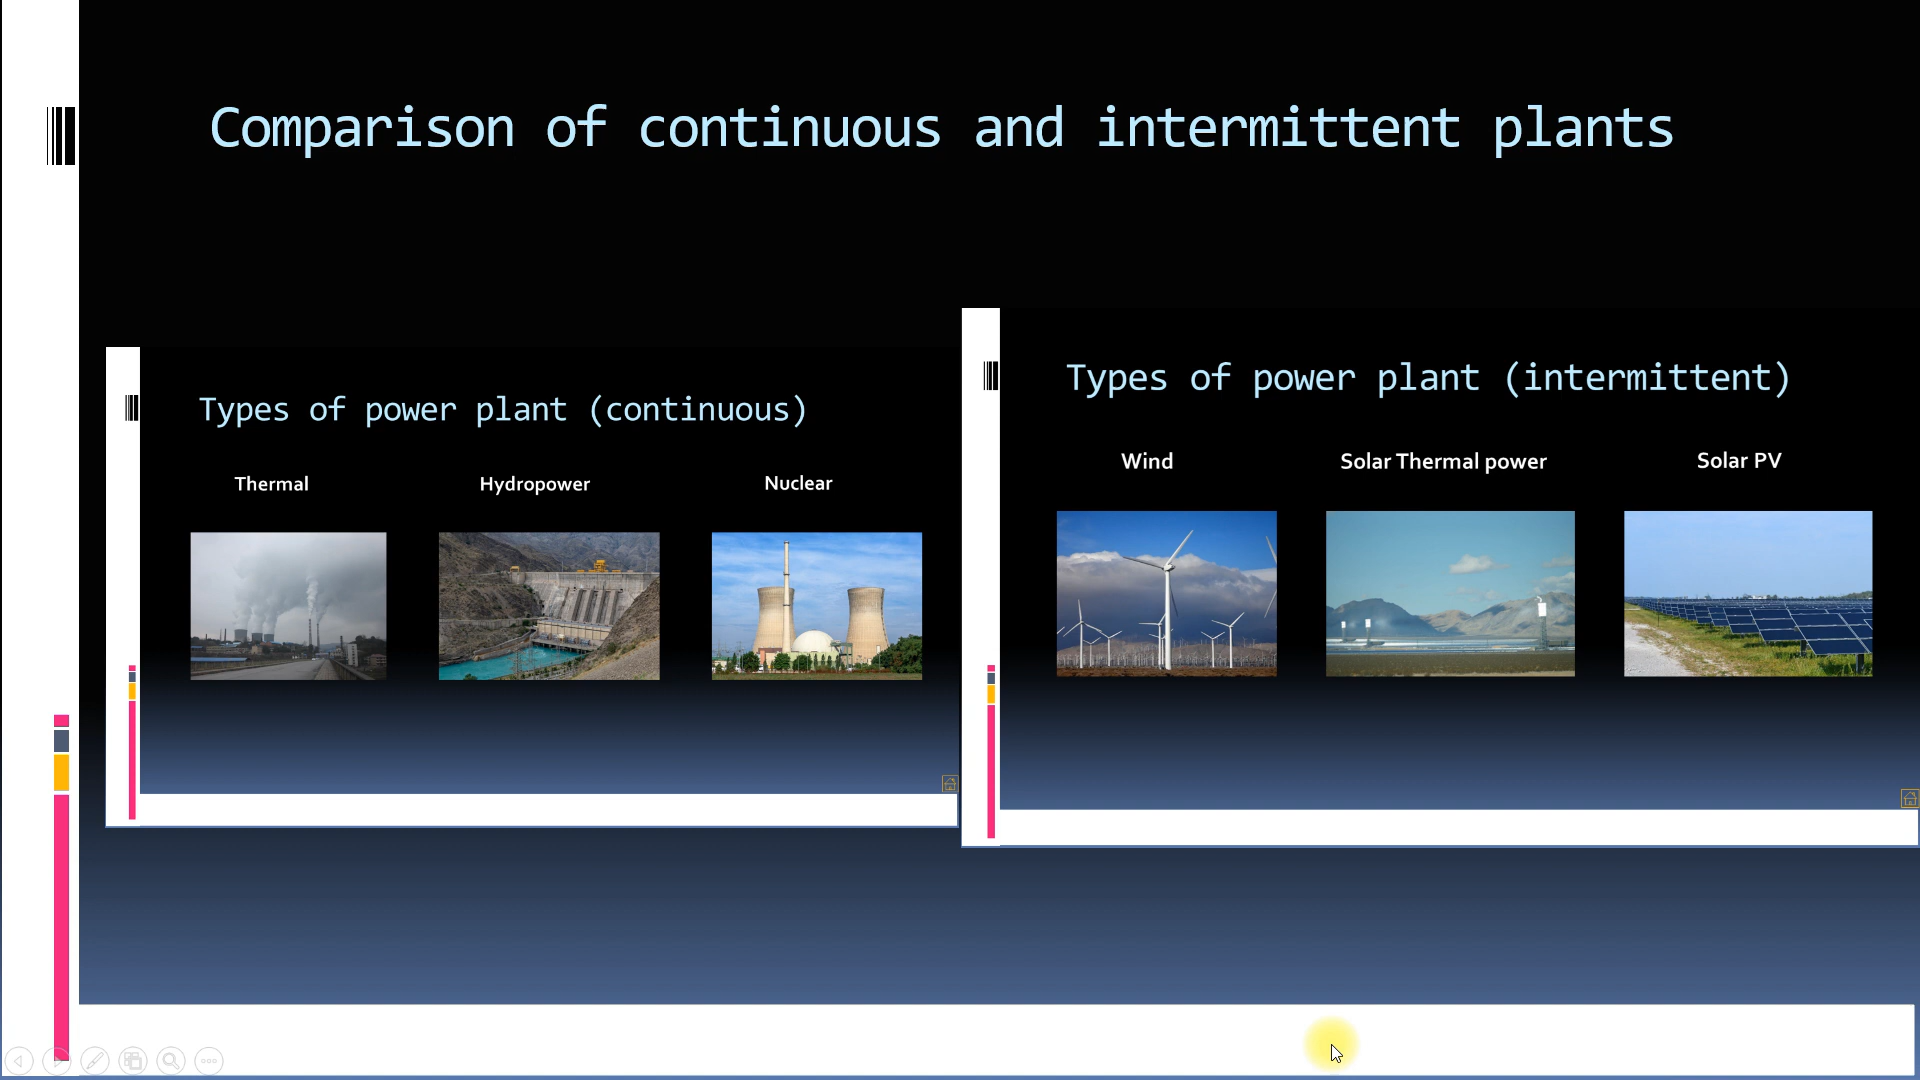 Comparison of continuous and intermittent plants
Types of power plant (continuous)
Thermal Hydropower Nuclear
Types of power plant (intermittent)
Wind Solar Thermal power Solar PV